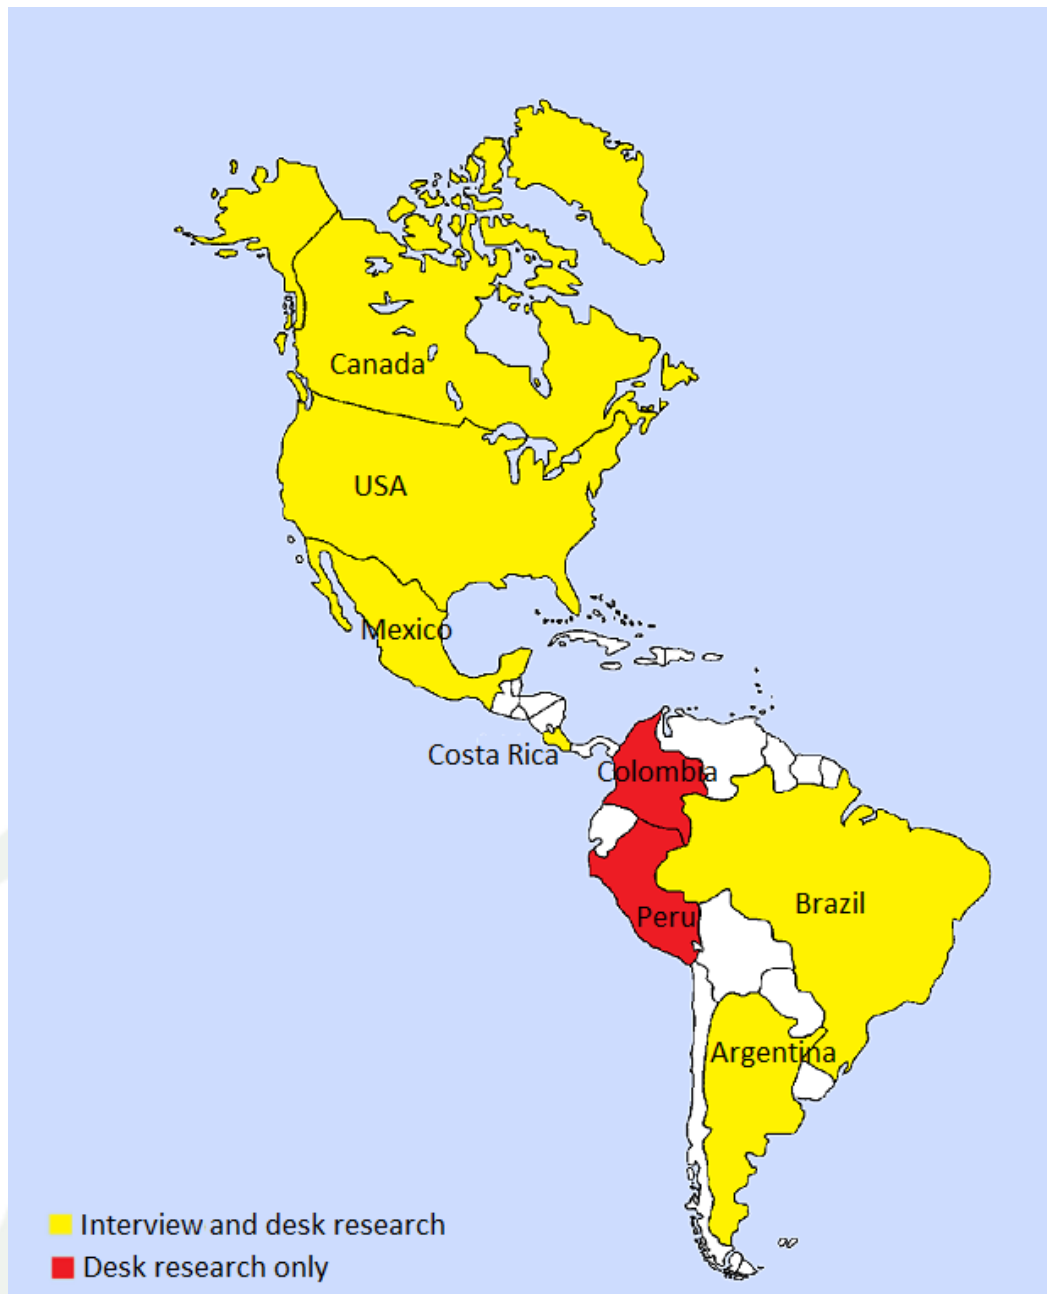 Canada
USA
Mexico
Costa Rica
Colombia
Peru
Brazil
Argentina
Interview and desk research
Desk research only